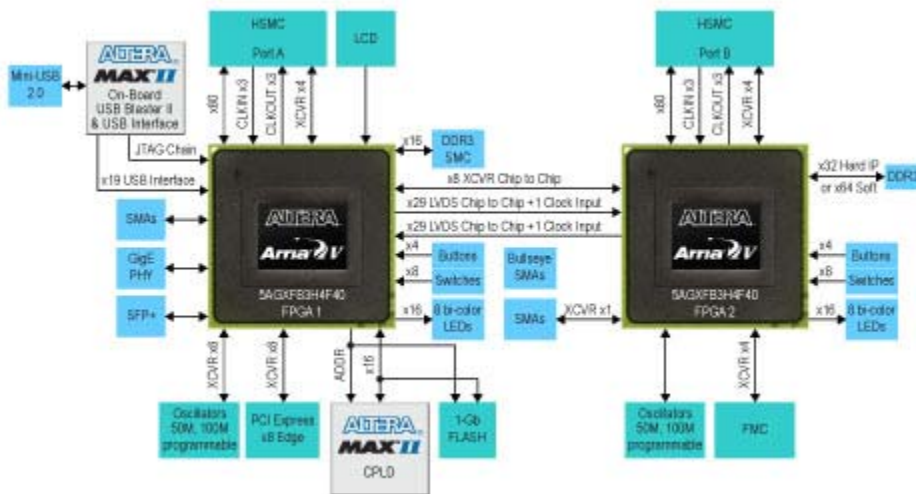 HSMC
Port A
LCD
HSMC
Port B
ALTERA
MAX II
On-Board
USB Blaster II
& USB Interface
Mini-USB
2.0
x80
CLKIN x3
CLKOUT x3
XCVR x4
x80
CLKIN x3
CLKOUT x3
XCVR x4
JTAG Chain
x19 USB Interface
x16
DDR3
SMC
x8 XCVR Chip to Chip
x29 LVDS Chip to Chip +1 Clock Input
x29 LVDS Chip to Chip +1 Clock Input
x32 Hard IP
or x64 Soft
DDR3
SMAs
GigE
PHY
SFP+
ALTERA
Arria V
5AGXFB3H4F40
FPGA 1
x4
Buttons
x8
Switches
x16
8 bi-color
LEDs
Bullseye
SMAs
SMAs
XCVR x1
ALTERA
Arria V
5AGXFB3H4F40
FPGA 2
x4
Buttons
x8
Switches
x16
8 bi-color
LEDs
XCVR x8
ADDR
x16
XCVR x4
Oscillators
50M, 100M
programmable
PCI Express
x8 Edge
ALTERA
MAX II
CPLD
1-Gb
FLASH
Oscillators
50M, 100M
programmable
FMC